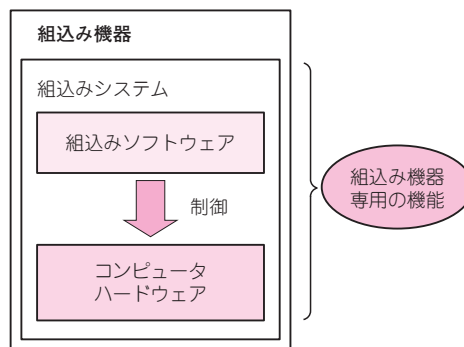 組込み機器
組込みシステム
組込みソフトウェア
制御
コンピュータ
ハードウェア
組込み機器
専用の機能